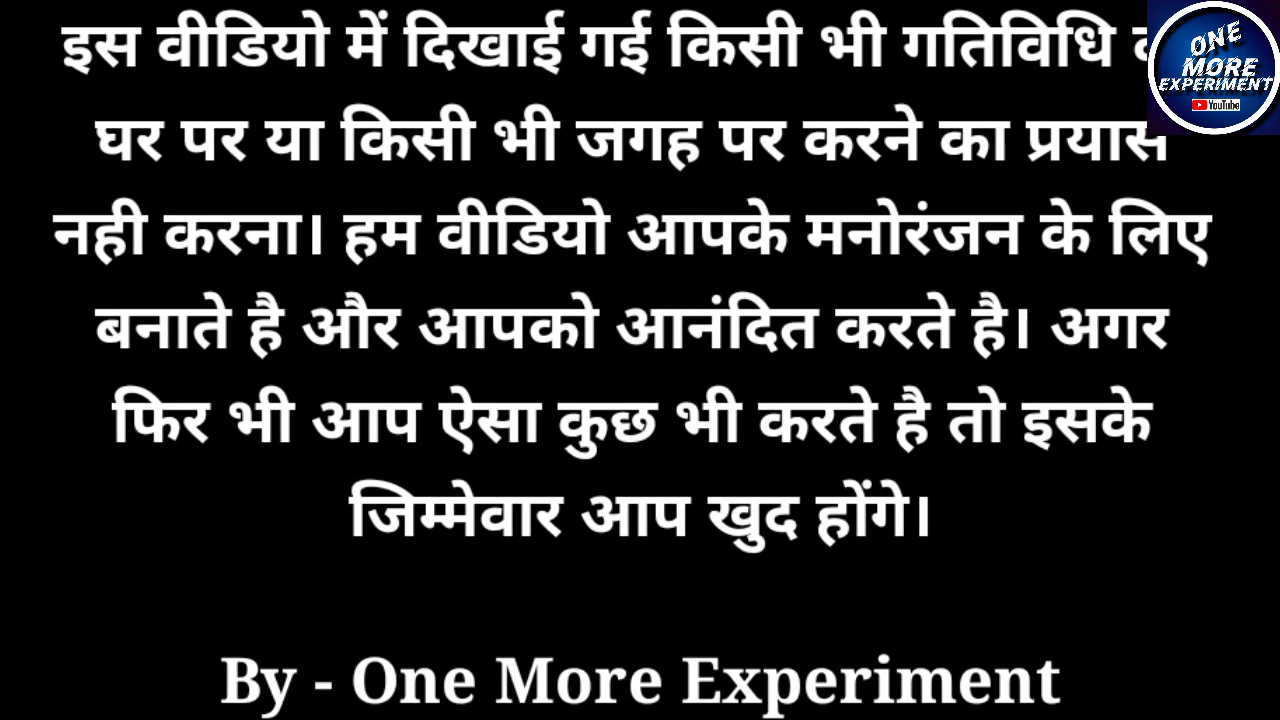 इस वीडियो में दिखाई गई किसी भी गतिविधि
घर पर या किसी भी जगह पर करने का प्रयास
नही करना। हम वीडियो आपके मनोरंजन के लिए
बनाते है और आपको आनंदित करते है। अगर
फिर भी आप ऐसा कुछ भी करते है तो इसके
जिम्मेवार आप खुद होंगे।
By - One More Experiment
ONE
MORE
EXPERIMENT
YouTube